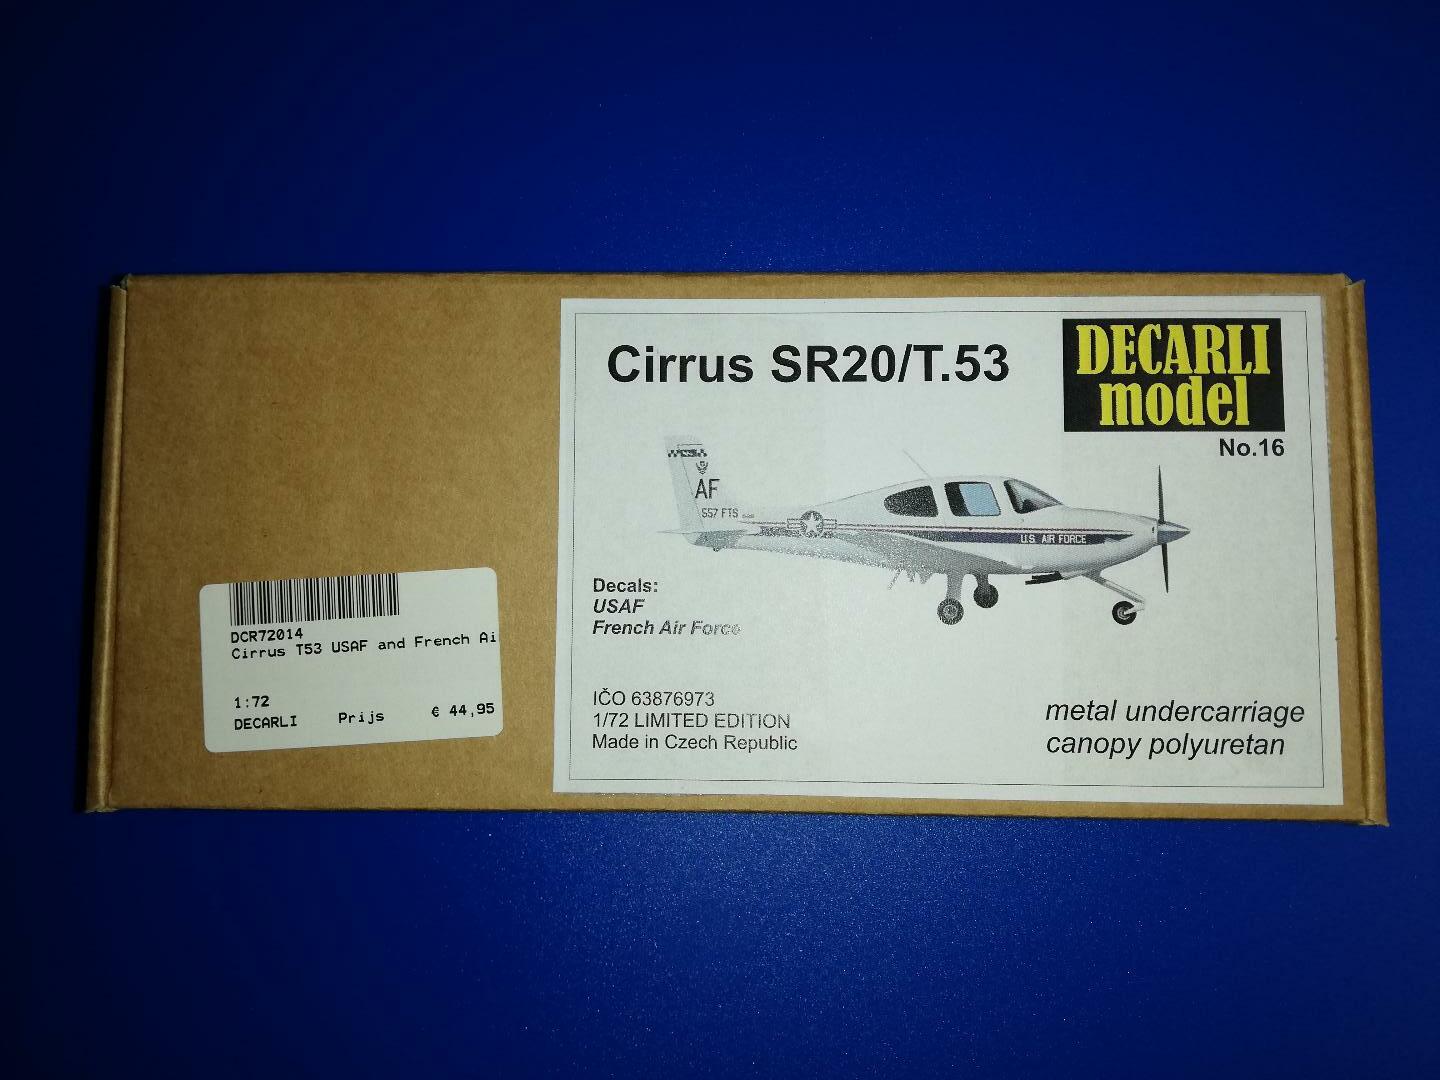 Cirrus SR20/T.53
DECARLI
model
No.16
AF
557 FTS
U.S. AIR FORCE
Decals:
USAF
French Air Force
IČO 63876973
1/72 LIMITED EDITION
Made in Czech Republic
metal undercarriage
canopy polyuretan
DCR72014
Cirrus T53 USAF and French Ai
1:72
DECARLI Prijs € 44,95